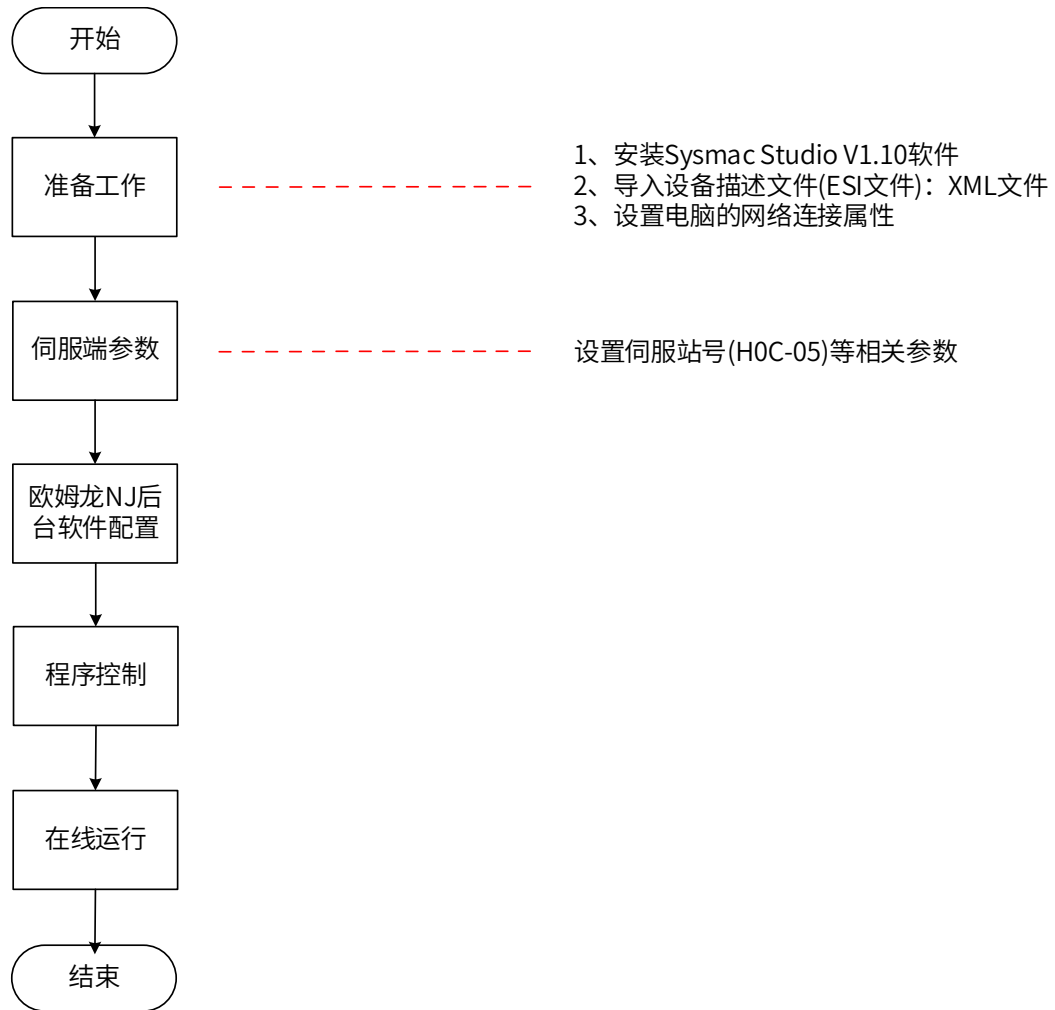 开始
准备工作
1、安装Sysmac Studio V1.10软件
2、导入设备描述文件(ESI文件)：XML文件
3、设置电脑的网络连接属性
伺服端参数
设置伺服站号(H0C-05)等相关参数
欧姆龙NJ后
台软件配置
程序控制
在线运行
结束